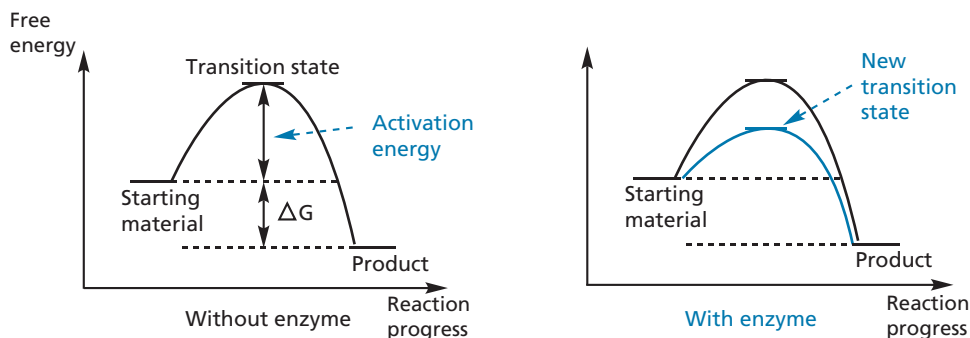 Free
energy
Transition state
Activation
energy
Starting
material
ΔG
Product
Reaction
progress
Without enzyme
New
transition
state
Starting
material
Product
Reaction
progress
With enzyme